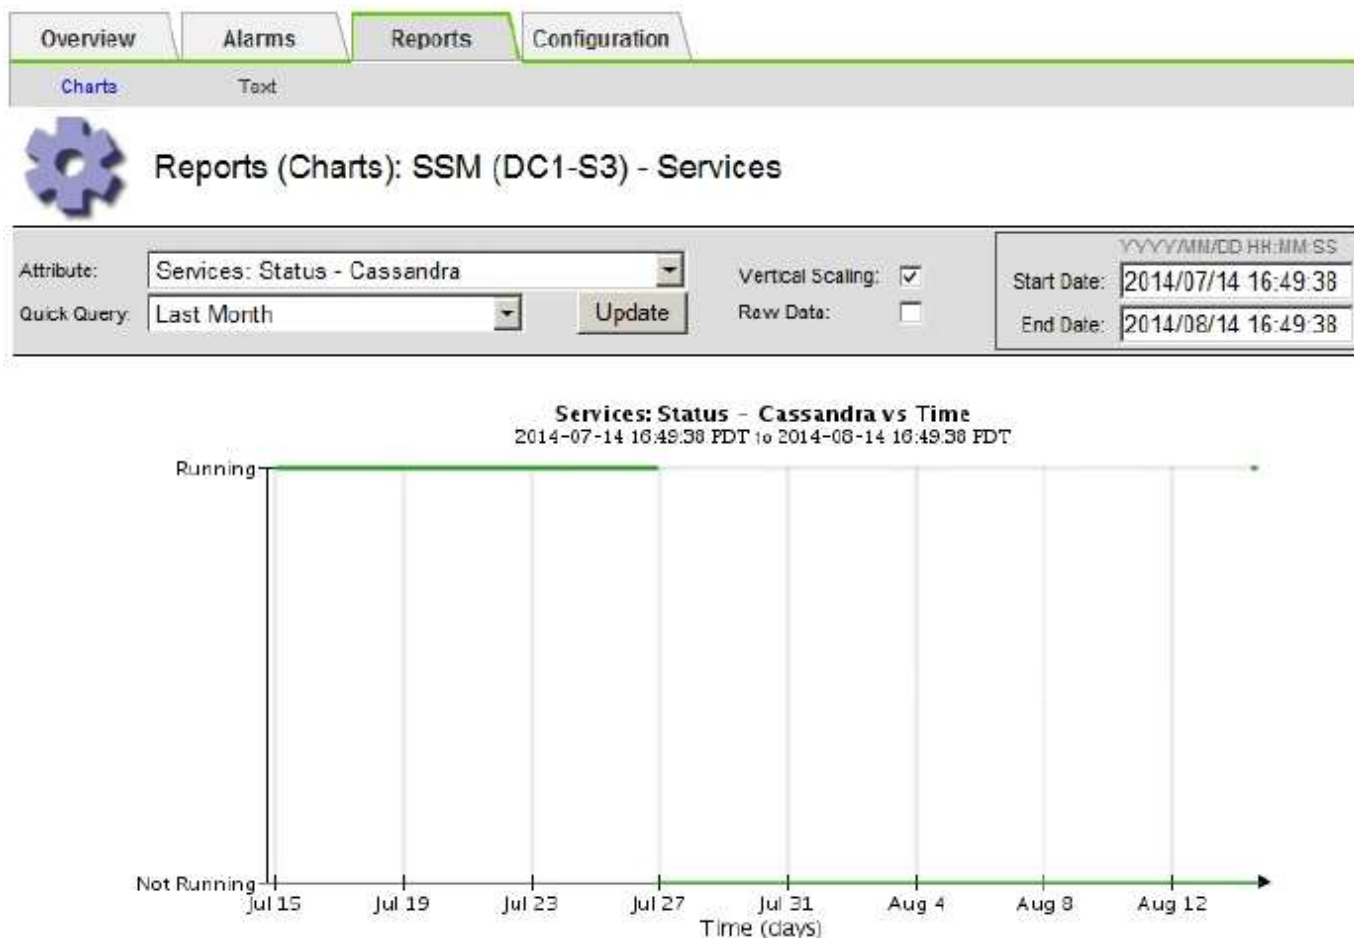 Overview Alarms Reports Configuration
Charts Text
Reports (Charts): SSM (DC1-S3) - Services
YYYY/MM/DD HH:MM:SS
Attribute: Services: Status - Cassandra Vertical Scaling: Start Date: 2014/07/14 16:49:38
Quick Query: Last Month Update Raw Data: End Date: 2014/08/14 16:49:38
Services: Status - Cassandra vs Time
2014-07-14 16:49:38 PDT to 2014-08-14 16:49:38 PDT
Running
Not Running
Jul 15 Jul 19 Jul 23 Jul 27 Jul 31 Aug 4 Aug 8 Aug 12
Time (days)